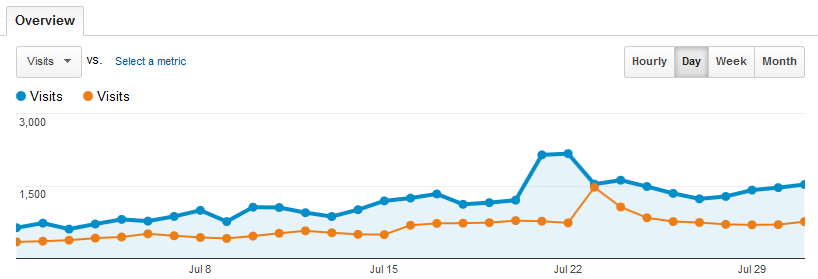 Overview
Visits vs. Select a metric Hourly Day Week Month
Visits Visits
3,000
1,500
Jul 8 Jul 15 Jul 22 Jul 29